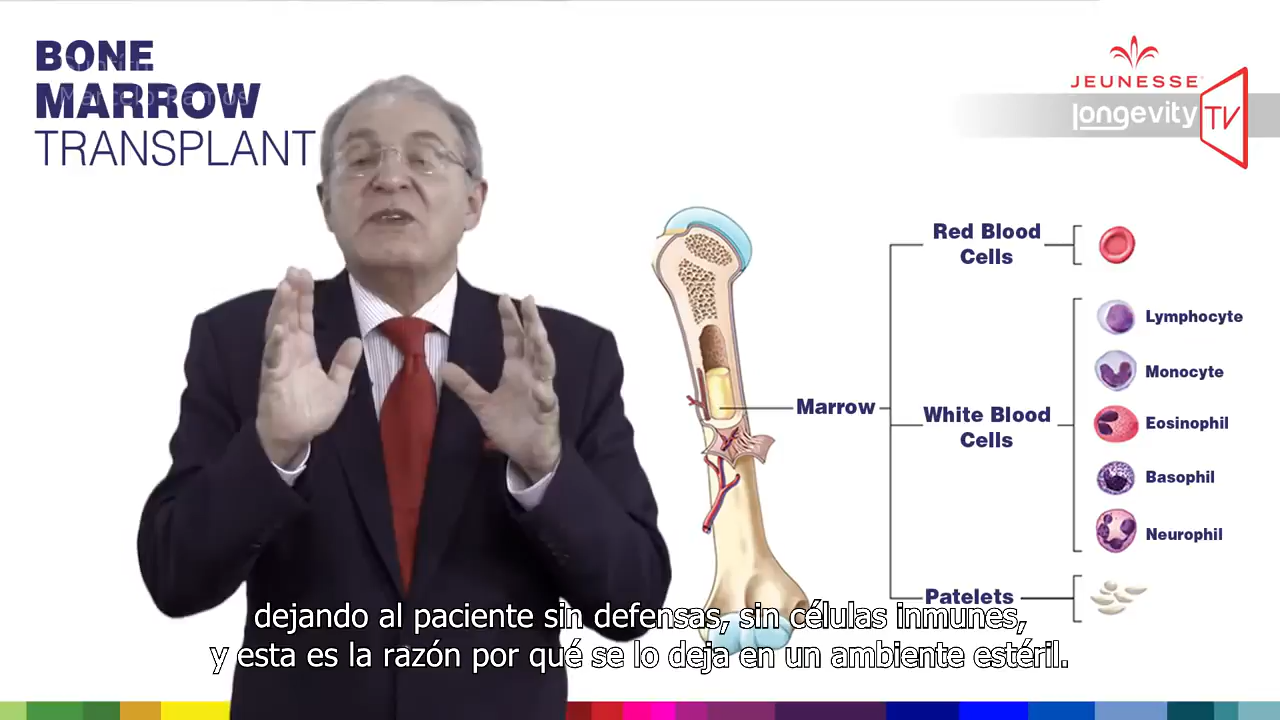 BONE
MARROW
TRANSPLANT
JEUNESSE
longevity
TV
Red Blood
Cells
Lymphocyte
Monocyte
Marrow
White Blood
Cells
Eosinophil
Basophil
Neurophil
Patelets
dejando al paciente sin defensas, sin células inmunes,
y esta es la razón por qué se lo deja en un ambiente estéril.